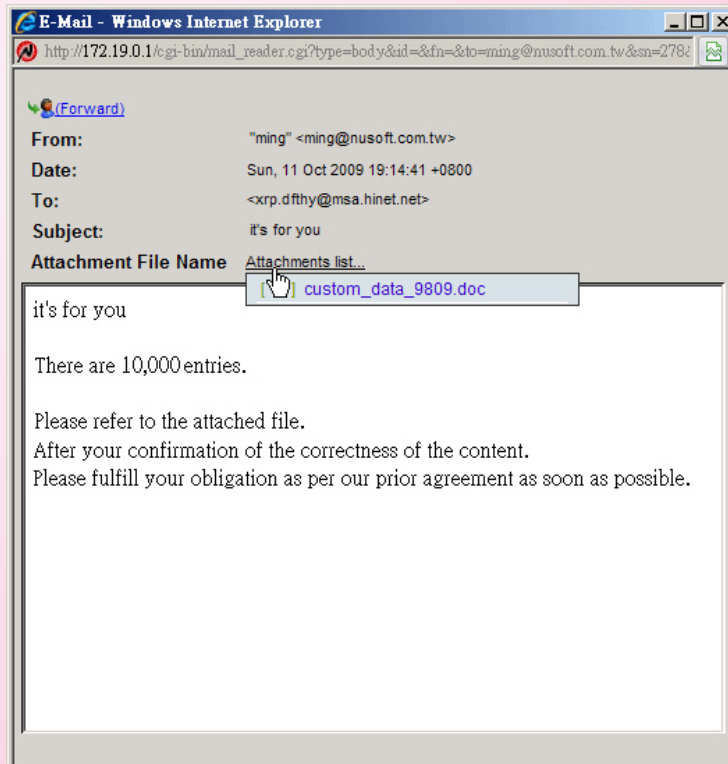 E-Mail - Windows Internet Explorer
http://172.19.0.1/cgi-bin/mail_reader.cgi?type=body&id=&fn=&to=ming@nusoft.com.tw&sn=278
(Forward)
From: "ming" <ming@nusoft.com.tw>
Date: Sun, 11 Oct 2009 19:14:41 +0800
To: <xrp.dfthy@msa.hinet.net>
Subject: it's for you
Attachment File Name Attachments list...
[ ] custom_data_9809.doc
it's for you
There are 10,000 entries.
Please refer to the attached file.
After your confirmation of the correctness of the content.
Please fulfill your obligation as per our prior agreement as soon as possible.